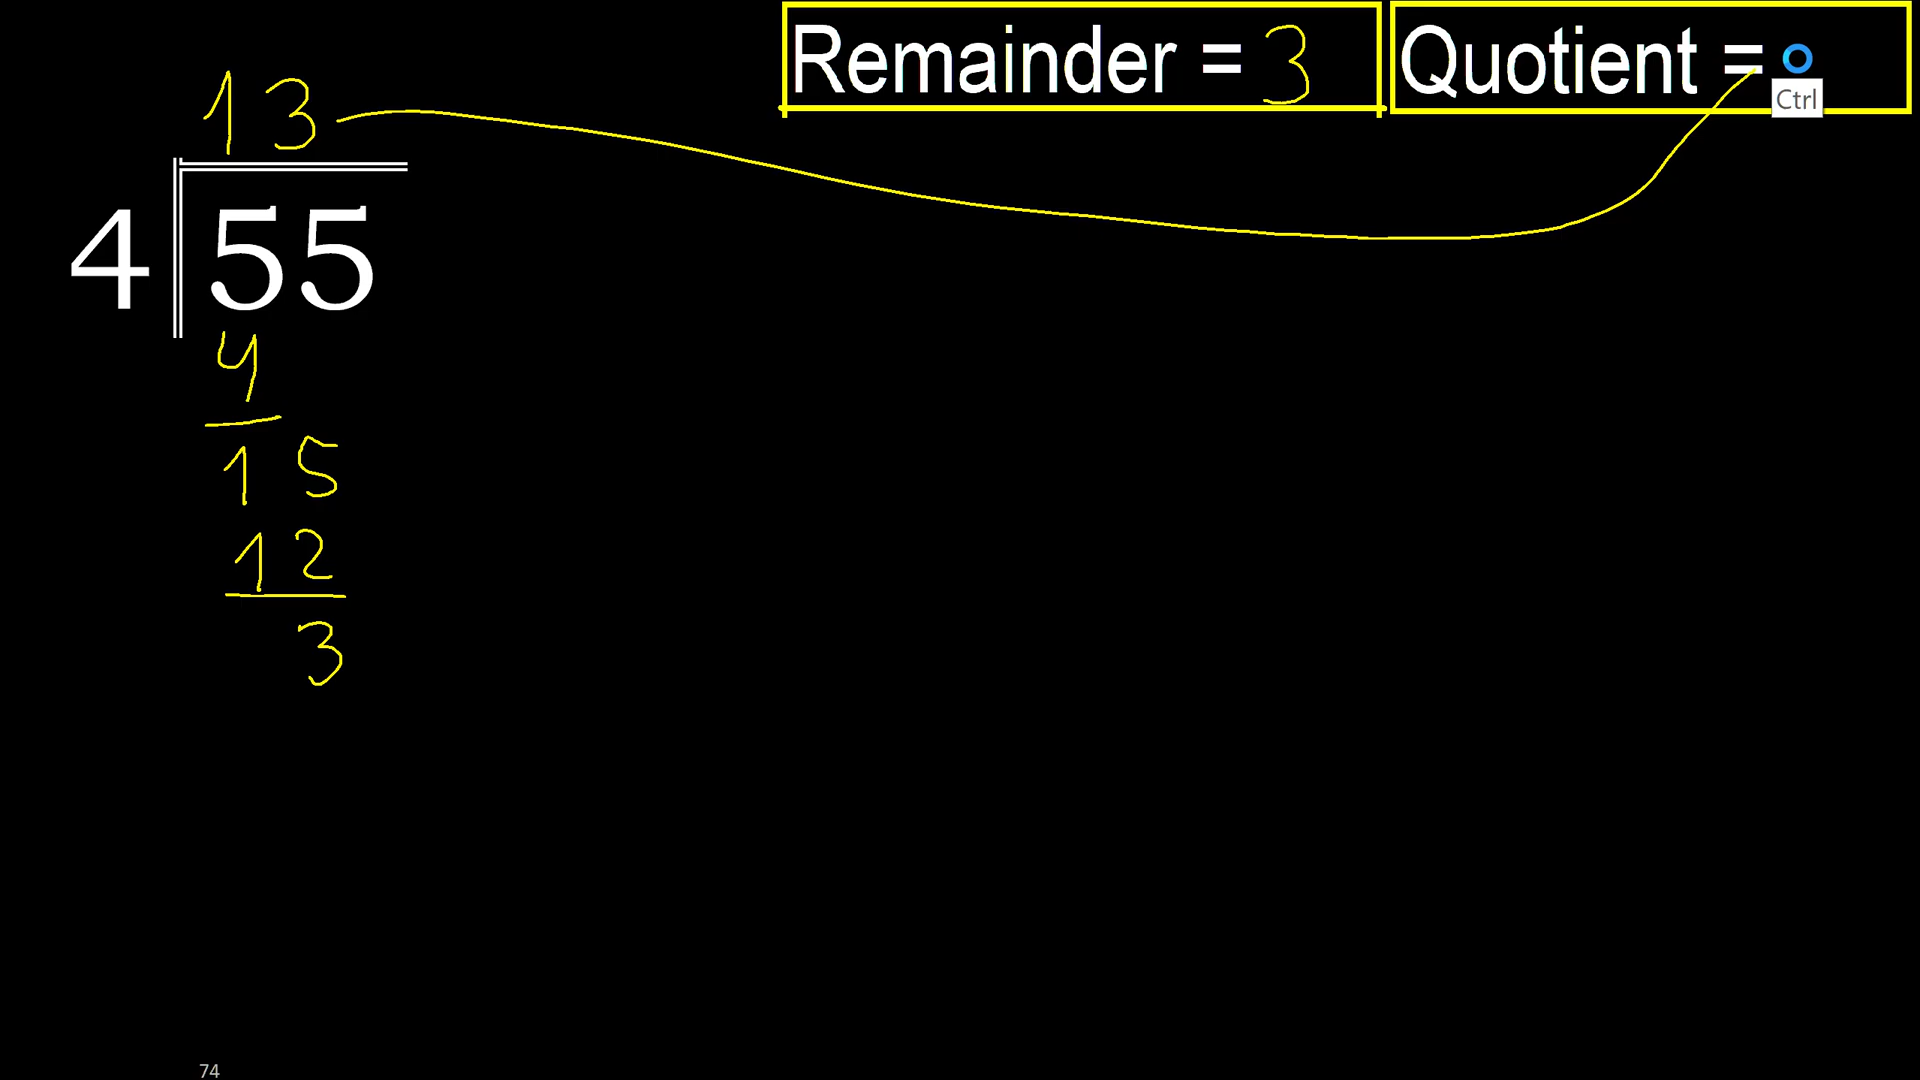 Remainder = 3
Quotient =
Ctrl
13
4 55
4
15
12
3
74